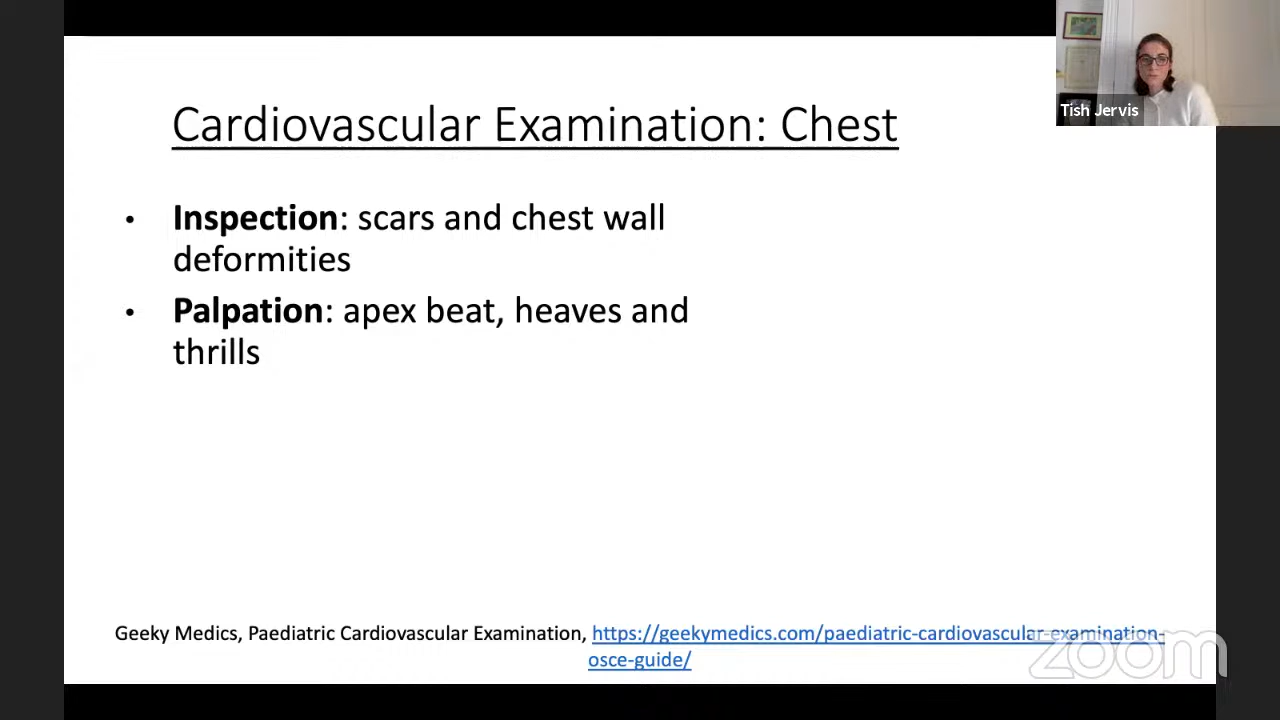 Tish Jervis
Cardiovascular Examination: Chest
• Inspection: scars and chest wall
deformities
• Palpation: apex beat, heaves and
thrills
Geeky Medics, Paediatric Cardiovascular Examination, https://geekymedics.com/paediatric-cardiovascular-examination-
osce-guide/
zoom